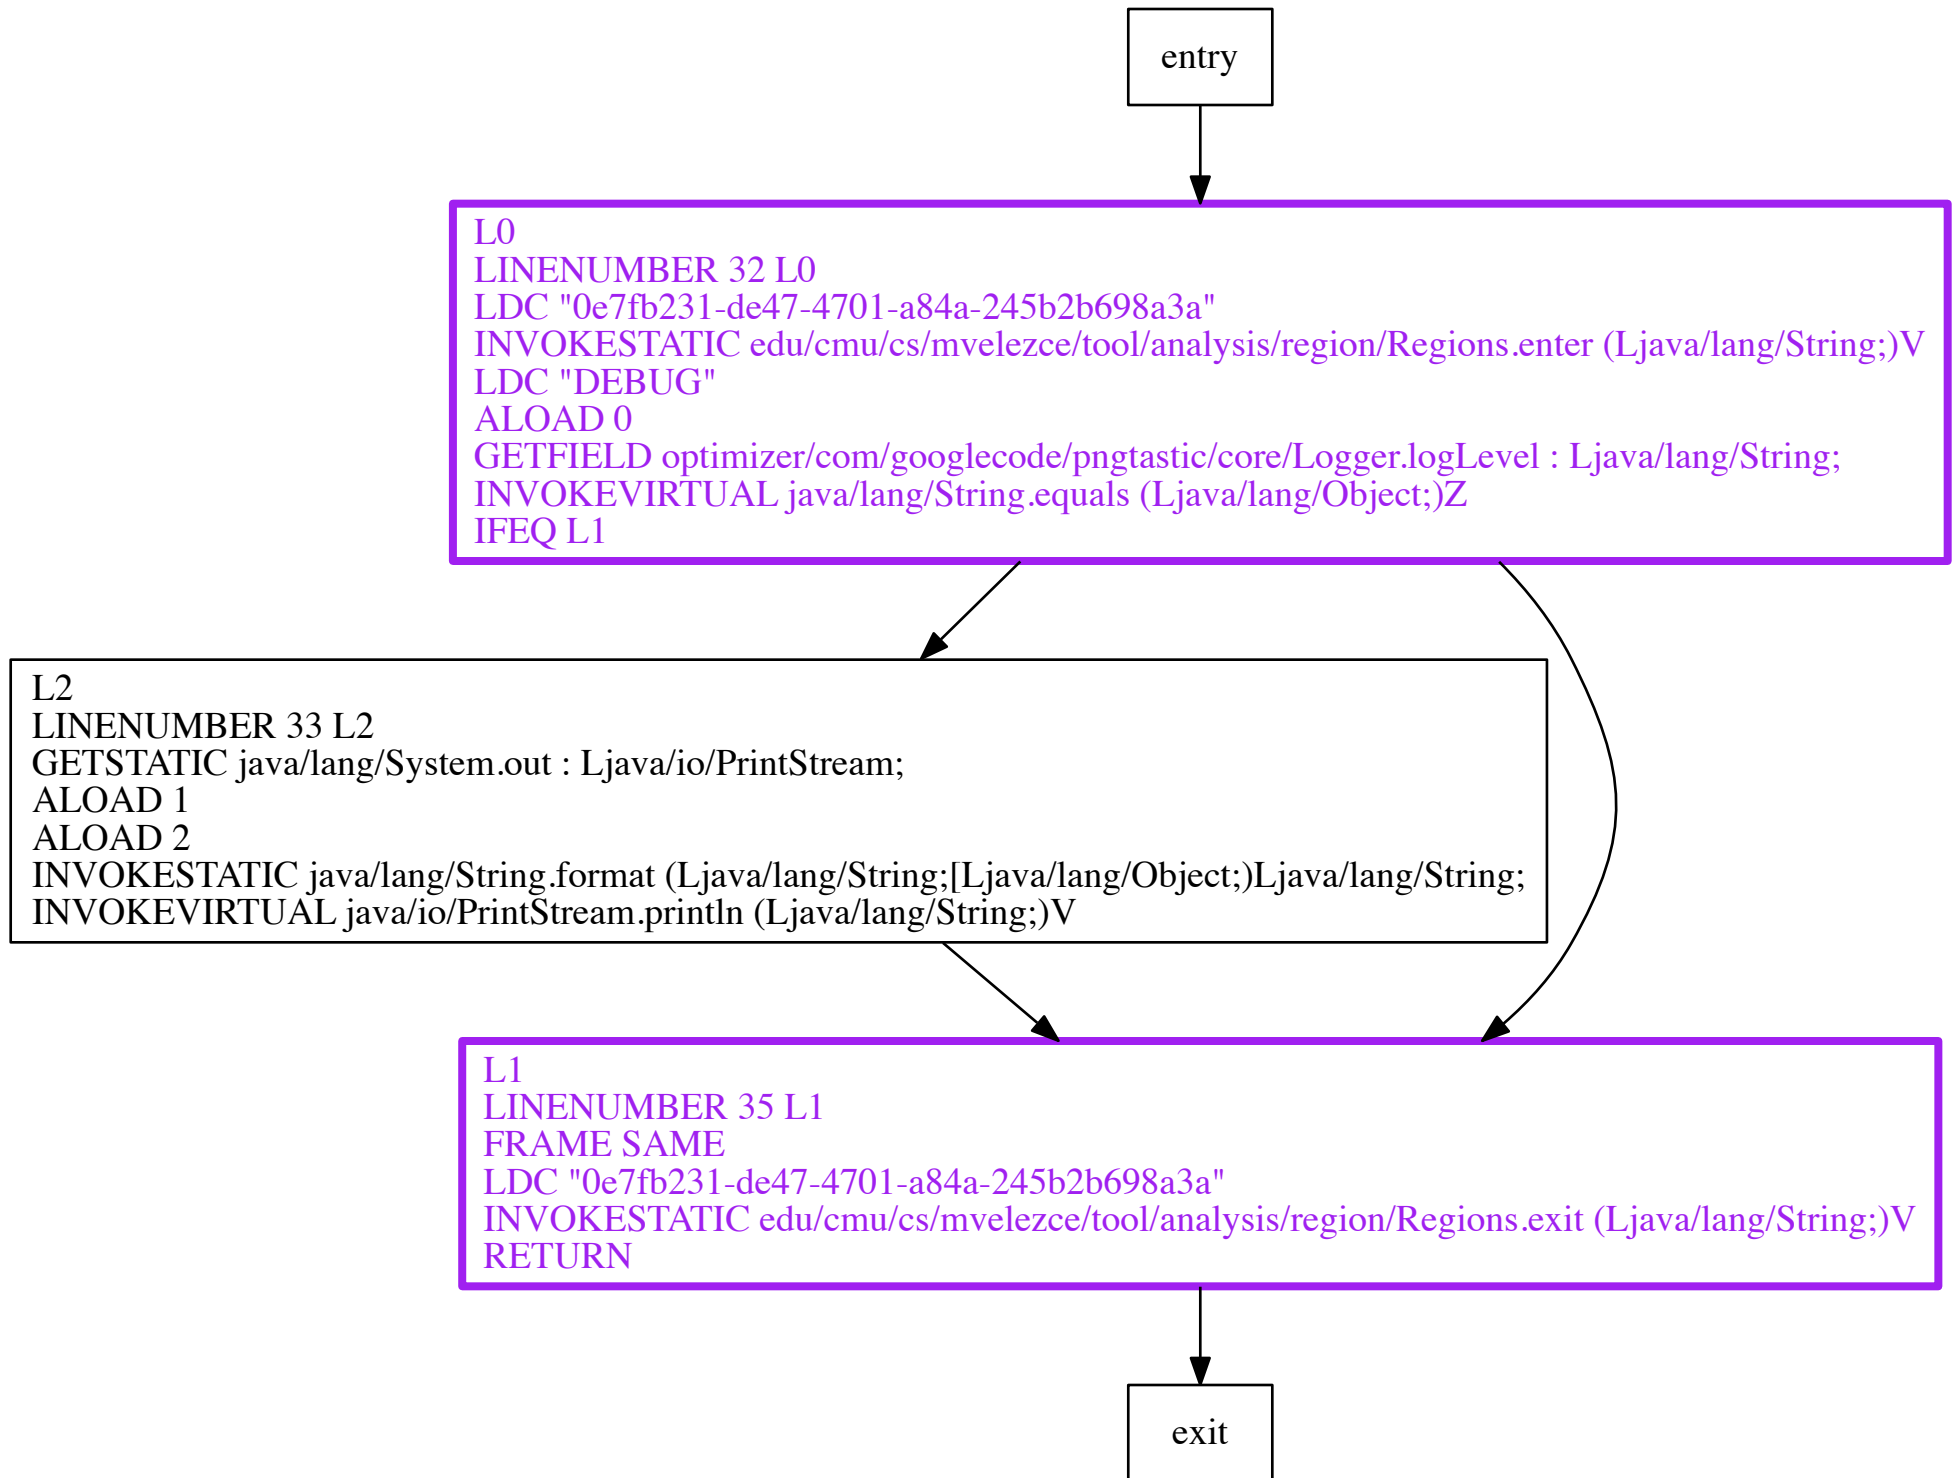 entry
L0
LINENUMBER 32 L0
LDC "0e7fb231-de47-4701-a84a-245b2b698a3a"
INVOKESTATIC edu/cmu/cs/mvelezce/tool/analysis/region/Regions.enter (Ljava/lang/String;)V
LDC "DEBUG"
ALOAD 0
GETFIELD optimizer/com/googlecode/pngtastic/core/Logger.logLevel : Ljava/lang/String;
INVOKEVIRTUAL java/lang/String.equals (Ljava/lang/Object;)Z
IFEQ L1
L2
LINENUMBER 33 L2
GETSTATIC java/lang/System.out : Ljava/io/PrintStream;
ALOAD 1
ALOAD 2
INVOKESTATIC java/lang/String.format (Ljava/lang/String;[Ljava/lang/Object;)Ljava/lang/String;
INVOKEVIRTUAL java/io/PrintStream.println (Ljava/lang/String;)V
L1
LINENUMBER 35 L1
FRAME SAME
LDC "0e7fb231-de47-4701-a84a-245b2b698a3a"
INVOKESTATIC edu/cmu/cs/mvelezce/tool/analysis/region/Regions.exit (Ljava/lang/String;)V
RETURN
exit